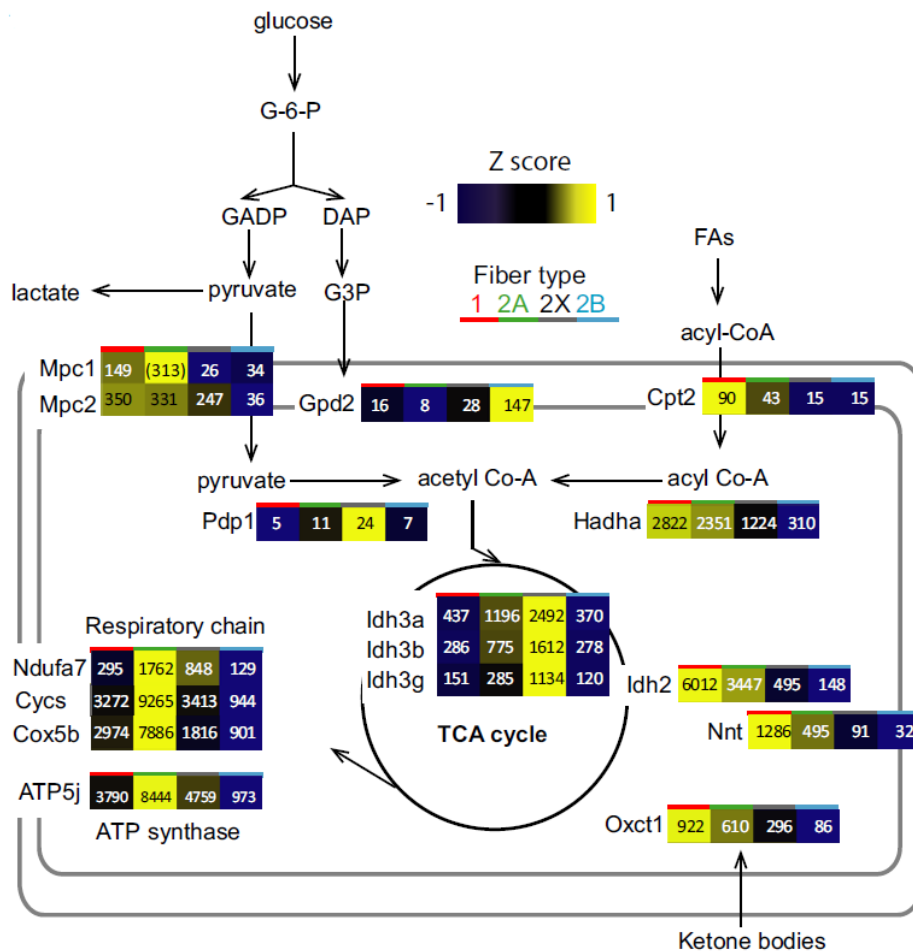 glucose
G-6-P
Z score
-1 1
GADP DAP
FAs
Fiber type
1 2A 2X 2B
lactate pyruvate G3P
acyl-CoA
Mpc1 149 (313) 26 34
Mpc2 350 331 247 36
Gpd2 16 8 28 147
Cpt2 90 43 15 15
pyruvate acetyl Co-A acyl Co-A
Pdp1 5 11 24 7
Hadha 2822 2351 1224 310
Idh3a 437 1196 2492 370
Idh3b 286 775 1612 278
Idh3g 151 285 1134 120
Respiratory chain
Ndufa7 295 1762 848 129
Cycs 3272 9265 3413 944
Cox5b 2974 7886 1816 901
Idh2 6012 3447 495 148
Nnt 1286 495 91 32
TCA cycle
ATP5j 3790 8444 4759 973
ATP synthase
Oxct1 922 610 296 86
Ketone bodies